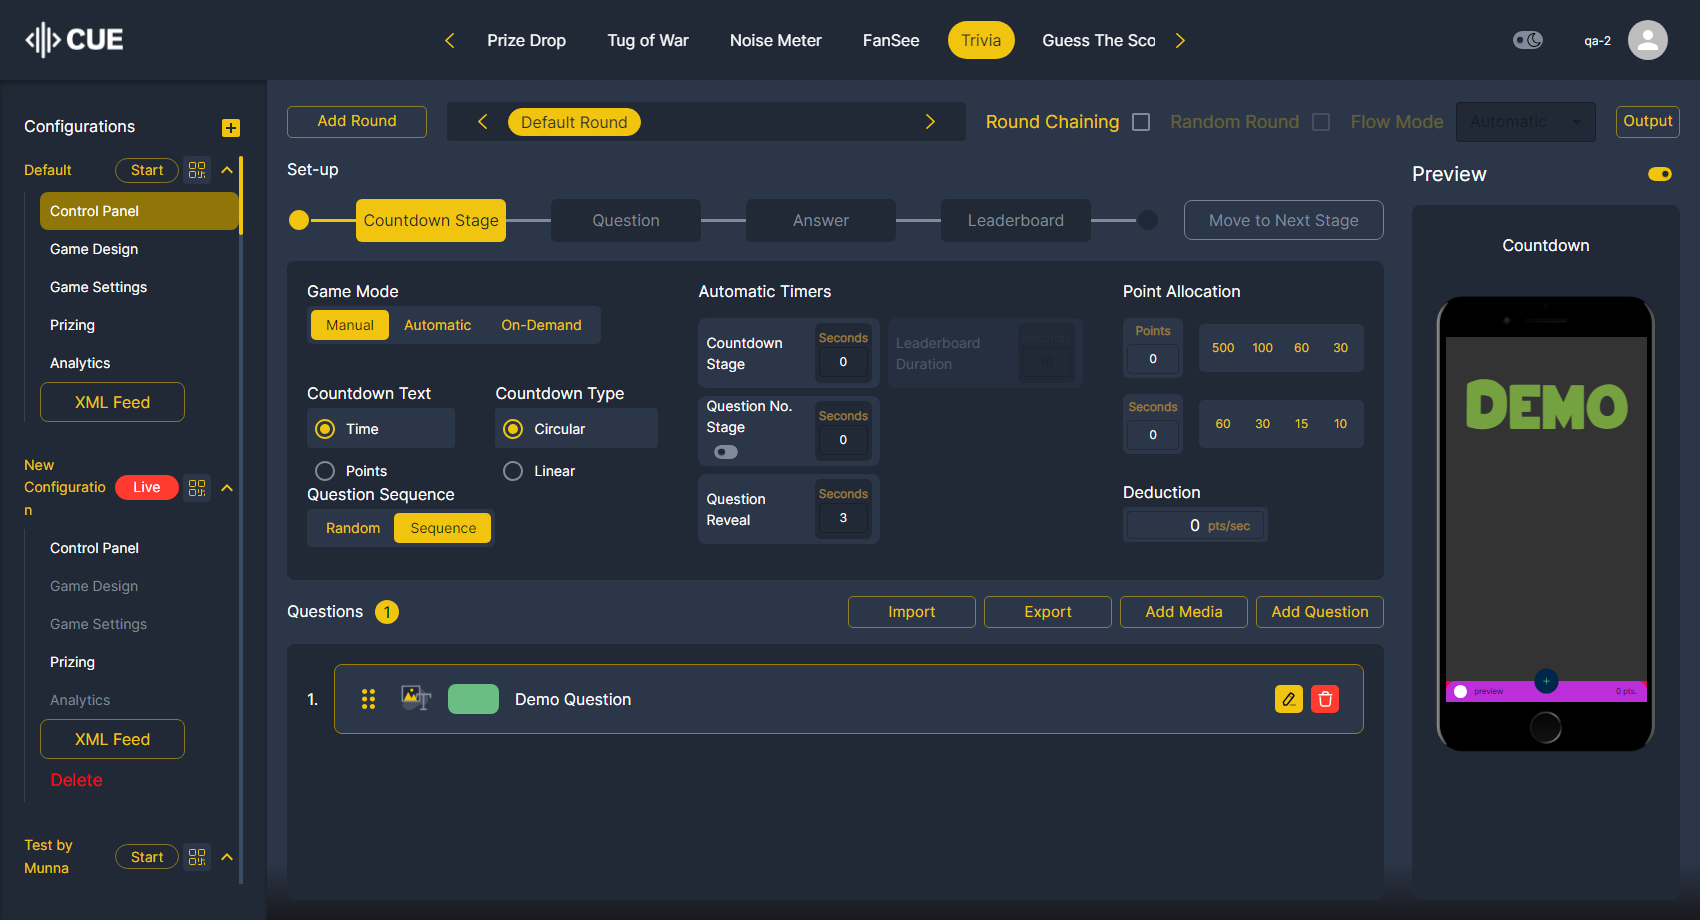 CUE
Prize Drop
Tug of War
Noise Meter
FanSee
Trivia
Guess The Sco
qa-2
Configurations
Default
Start
Control Panel
Game Design
Game Settings
Prizing
Analytics
XML Feed
New
Configuratio
n
Live
Control Panel
Game Design
Game Settings
Prizing
Analytics
XML Feed
Delete
Test by
Munna
Start
Add Round
Default Round
Round Chaining
Random Round
Flow Mode
Automatic
Output
Set-up
Countdown Stage
Question
Answer
Leaderboard
Move to Next Stage
Game Mode
Manual
Automatic
On-Demand
Countdown Text
Time
Points
Countdown Type
Circular
Linear
Question Sequence
Random
Sequence
Automatic Timers
Countdown
Stage
Seconds
0
Leaderboard
Duration
Seconds
10
Question No.
Stage
Seconds
0
Question
Reveal
Seconds
3
Point Allocation
Points
0
500
100
60
30
Seconds
0
60
30
15
10
Deduction
0 pts/sec
Questions
1
Import
Export
Add Media
Add Question
1.
Demo Question
Preview
Countdown
DEMO
preview
0 pts.